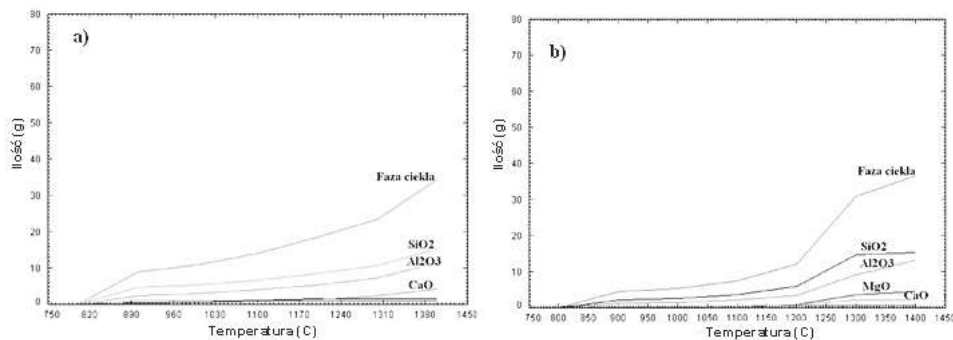 a)
Ilość (g)
80
70
60
50
40
30
20
10
0
Faza ciekla
SiO2
Al2O3
CaO
750 820 890 960 1030 1100 1170 1240 1310 1380 1450
Temperatura (C)
b)
Ilość (g)
80
70
60
50
40
30
20
10
0
Faza ciekla
SiO2
Al2O3
MgO
CaO
750 800 850 900 950 1000 1050 1100 1150 1200 1250 1300 1350 1400 1450
Temperatura (C)